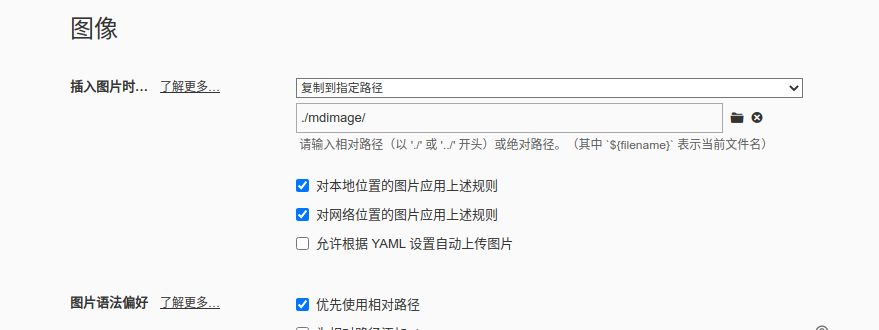 图像
插入图片时... 了解更多... 复制到指定路径
./mdimage/
请输入相对路径（以 './' 或 '../' 开头）或绝对路径。（其中 `${filename}` 表示当前文件名）
对本地位置的图片应用上述规则
对网络位置的图片应用上述规则
允许根据 YAML 设置自动上传图片
图片语法偏好 了解更多... 优先使用相对路径